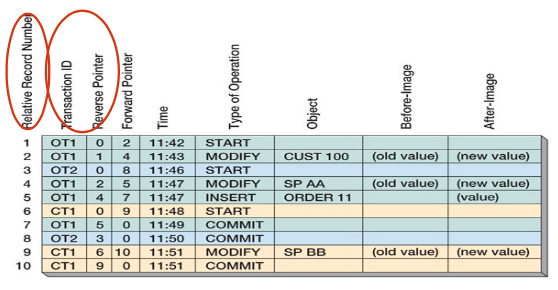 Relative Record Number Transaction ID Reverse Pointer Forward Pointer Time Type of Operation Object Before-Image After-Image
1 OT1 0 2 11:42 START
2 OT1 1 4 11:43 MODIFY CUST 100 (old value) (new value)
3 OT2 0 8 11:46 START
4 OT1 2 5 11:47 MODIFY SP AA (old value) (new value)
5 OT1 4 7 11:47 INSERT ORDER 11 (value)
6 CT1 0 9 11:48 START
7 OT1 5 0 11:49 COMMIT
8 OT2 3 0 11:50 COMMIT
9 CT1 6 10 11:51 MODIFY SP BB (old value) (new value)
10 CT1 9 0 11:51 COMMIT